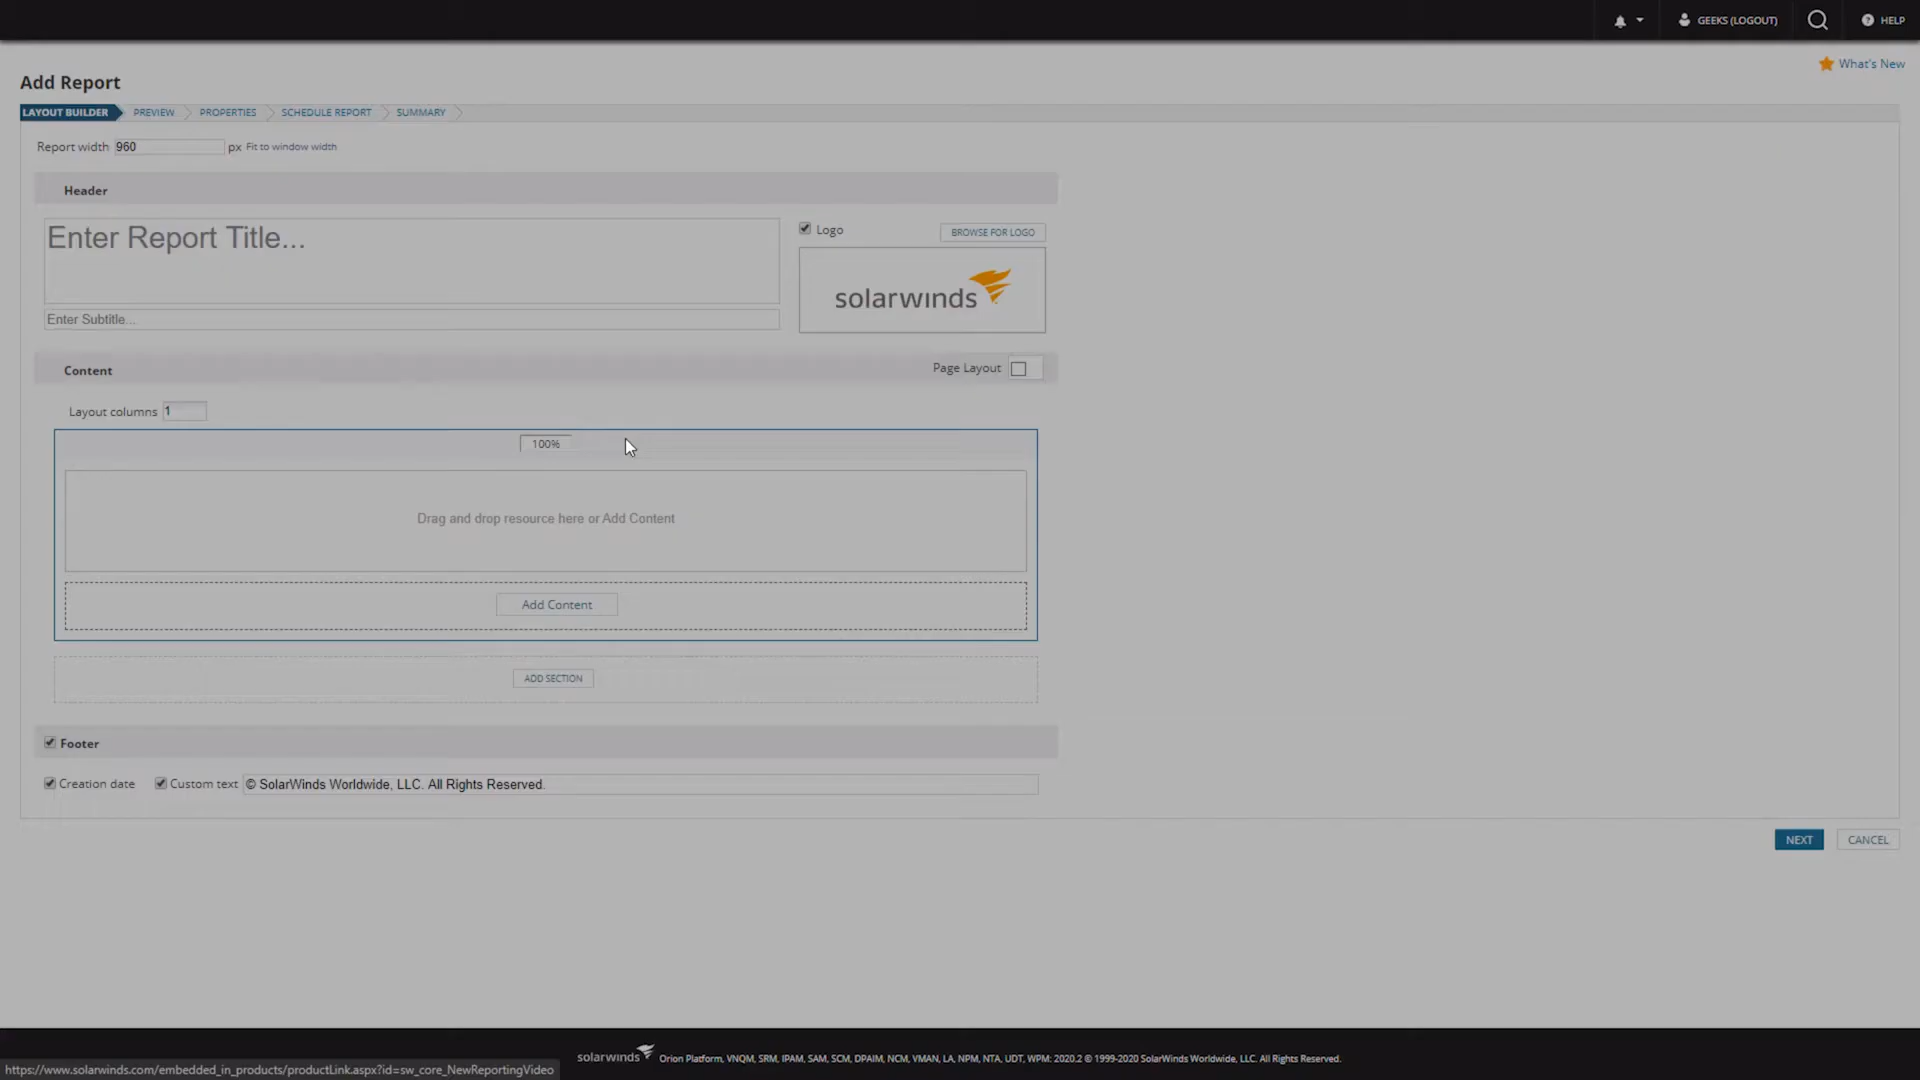 GEEKS (LOGOUT)
HELP
What's New
Add Report
LAYOUT BUILDER
PREVIEW
PROPERTIES
SCHEDULE REPORT
SUMMARY
Report width 960 px Fit to window width
Header
Enter Report Title...
Logo
BROWSE FOR LOGO
solarwinds
Enter Subtitle...
Content
Page Layout
Layout columns 1
100%
Drag and drop resource here or Add Content
Add Content
ADD SECTION
Footer
Creation date
Custom text
© SolarWinds Worldwide, LLC. All Rights Reserved.
NEXT
CANCEL
solarwinds
Orion Platform, VNQM, SRM, IPAM, SAM, SCM, DPAIM, NCM, VMAN, LA, NPM, NTA, UDT, WPM: 2020.2 © 1999-2020 SolarWinds Worldwide, LLC. All Rights Reserved.
https://www.solarwinds.com/embedded_in_products/productLink.aspx?id=sw_core_NewReportingVideo